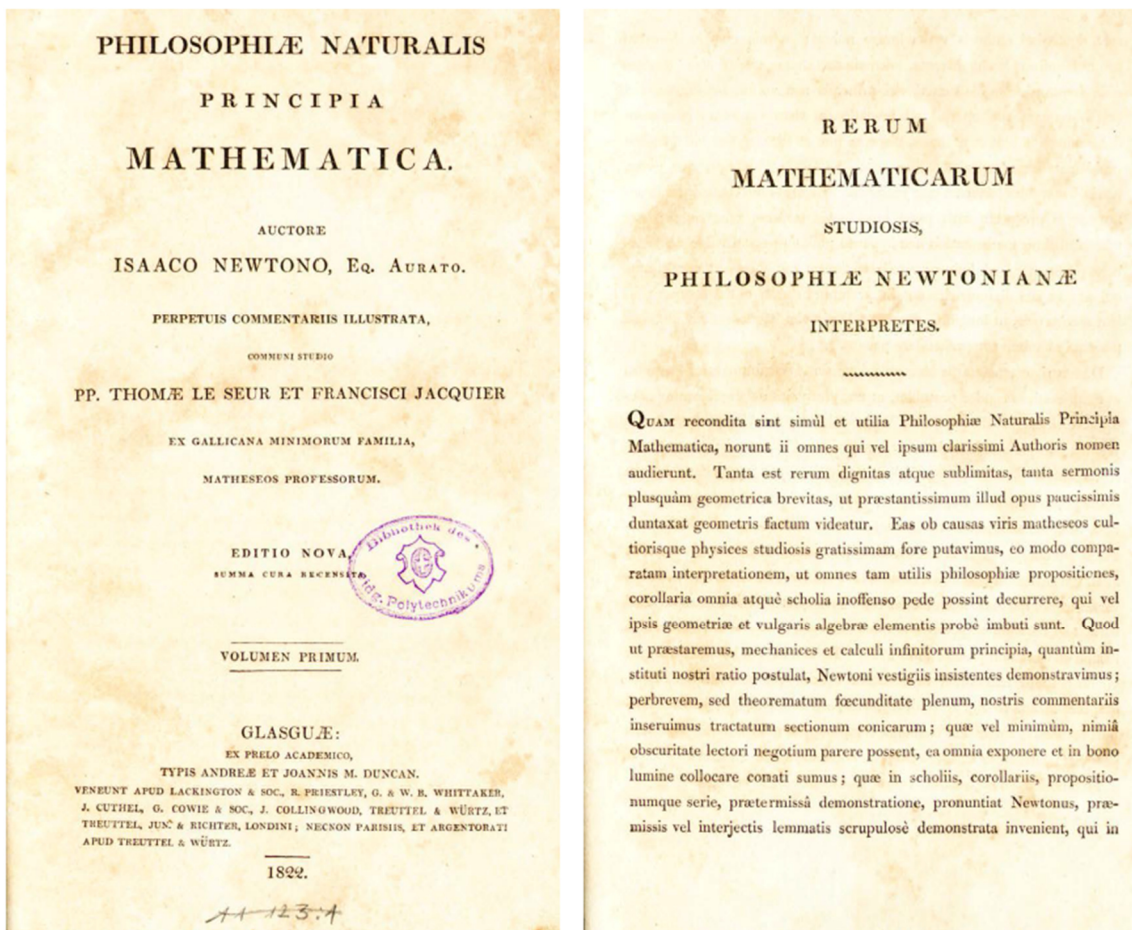 PHILOSOPHIÆ NATURALIS
PRINCIPIA
MATHEMATICA.
AUCTORE
ISAACO NEWTONO, Eq. Aurato.
PERPETUIS COMMENTARIIS ILLUSTRATA,
COMMUNI STUDIO
PP. THOMÆ LE SEUR ET FRANCISCI JACQUIER
EX GALLICANA MINIMORUM FAMILIA,
MATHESEOS PROFESSORUM.
EDITIO NOVA,
SUMMA CURA RECENSITA.
Bibliothek des
Eidg. Polytechnikums
VOLUMEN PRIMUM.
GLASGUÆ:
EX PRELO ACADEMICO,
TYPIS ANDREÆ ET JOANNIS M. DUNCAN.
VENEUNT APUD LACKINGTON & SOC., R. PRIESTLEY, G. & W. B. WHITTAKER,
J. CUTHEL, G. COWIE & SOC., J. COLLINGWOOD, TREUTTEL & WÜRTZ, ET
TREUTTEL, JUN.R & RICHTER, LONDINI; NECNON PARISIIS, ET ARGENTORATI
APUD TREUTTEL & WÜRTZ.
1822.
RERUM
MATHEMATICARUM
STUDIOSIS,
PHILOSOPHIÆ NEWTONIANÆ
INTERPRETES.
Quam recondita sint simùl et utilia Philosophiæ Naturalis Principia
Mathematica, norunt ii omnes qui vel ipsum clarissimi Authoris nomen
audierunt. Tanta est rerum dignitas atque sublimitas, tanta sermonis
plusquàm geometrica brevitas, ut præstantissimum illud opus paucissimis
duntaxat geometris factum videatur. Eas ob causas viris matheseos cul-
tiorisque physices studiosis gratissimam fore putavimus, eo modo compa-
ratam interpretationem, ut omnes tam utilis philosophiæ propositiones,
corollaria omnia atquè scholia inoffenso pede possint decurrere, qui vel
ipsis geometriæ et vulgaris algebræ elementis probè imbuti sunt. Quod
ut præstaremus, mechanices et calculi infinitorum principia, quantùm in-
stituti nostri ratio postulat, Newtoni vestigiis insistentes demonstravimus;
perbrevem, sed theorematum fœcunditate plenum, nostris commentariis
inseruimus tractatum sectionum conicarum; quæ vel minimùm, nimiâ
obscuritate lectori negotium parere possent, ea omnia exponere et in bono
lumine collocare conati sumus; quæ in scholiis, corollariis, propositio-
numque serie, prætermissâ demonstratione, pronuntiat Newtonus, præ-
missis vel interjectis lemmatis scrupulosè demonstrata invenient, qui in